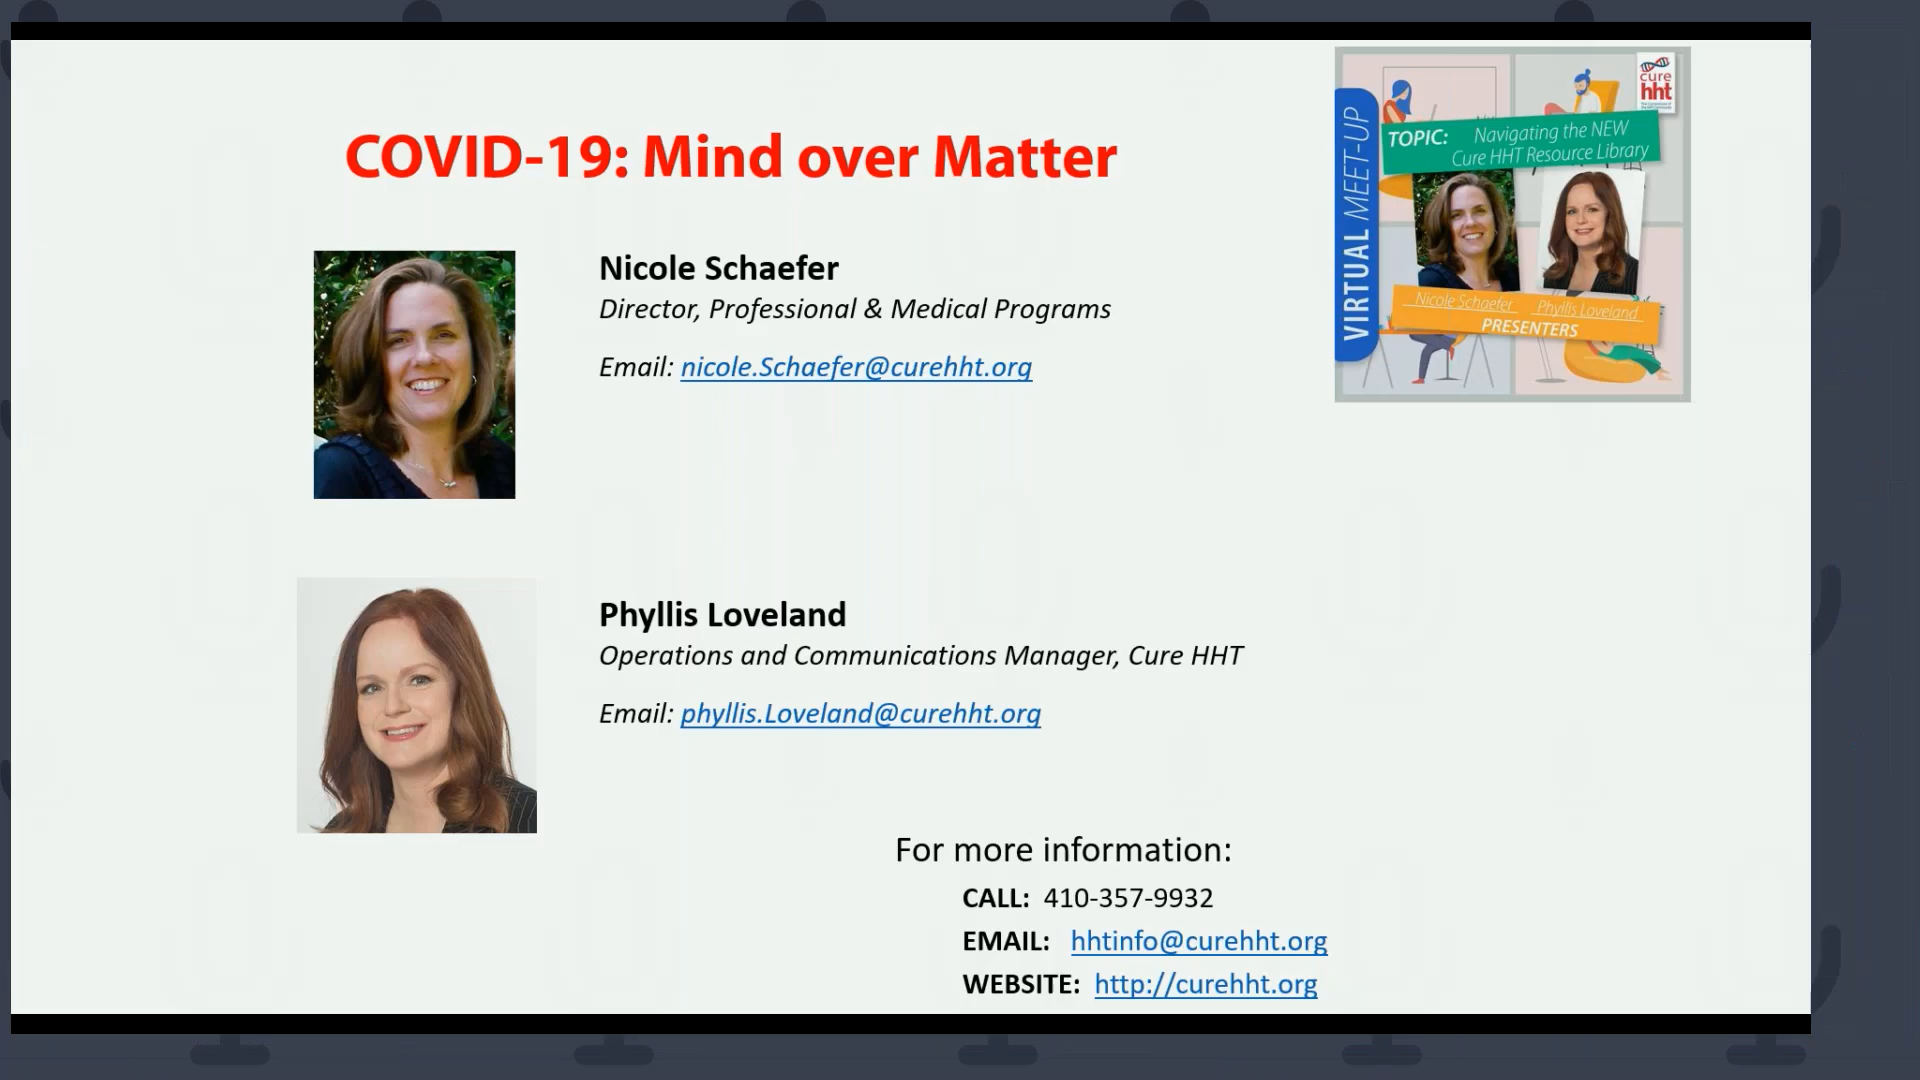 COVID-19: Mind over Matter
Nicole Schaefer
Director, Professional & Medical Programs
Email: nicole.Schaefer@curehht.org
Phyllis Loveland
Operations and Communications Manager, Cure HHT
Email: phyllis.Loveland@curehht.org
For more information:
CALL: 410-357-9932
EMAIL: hhtinfo@curehht.org
WEBSITE: http://curehht.org
VIRTUAL MEET-UP
cure
hht
TOPIC: Navigating the NEW
Cure HHT Resource Library
Nicole Schaefer Phyllis Loveland
PRESENTERS